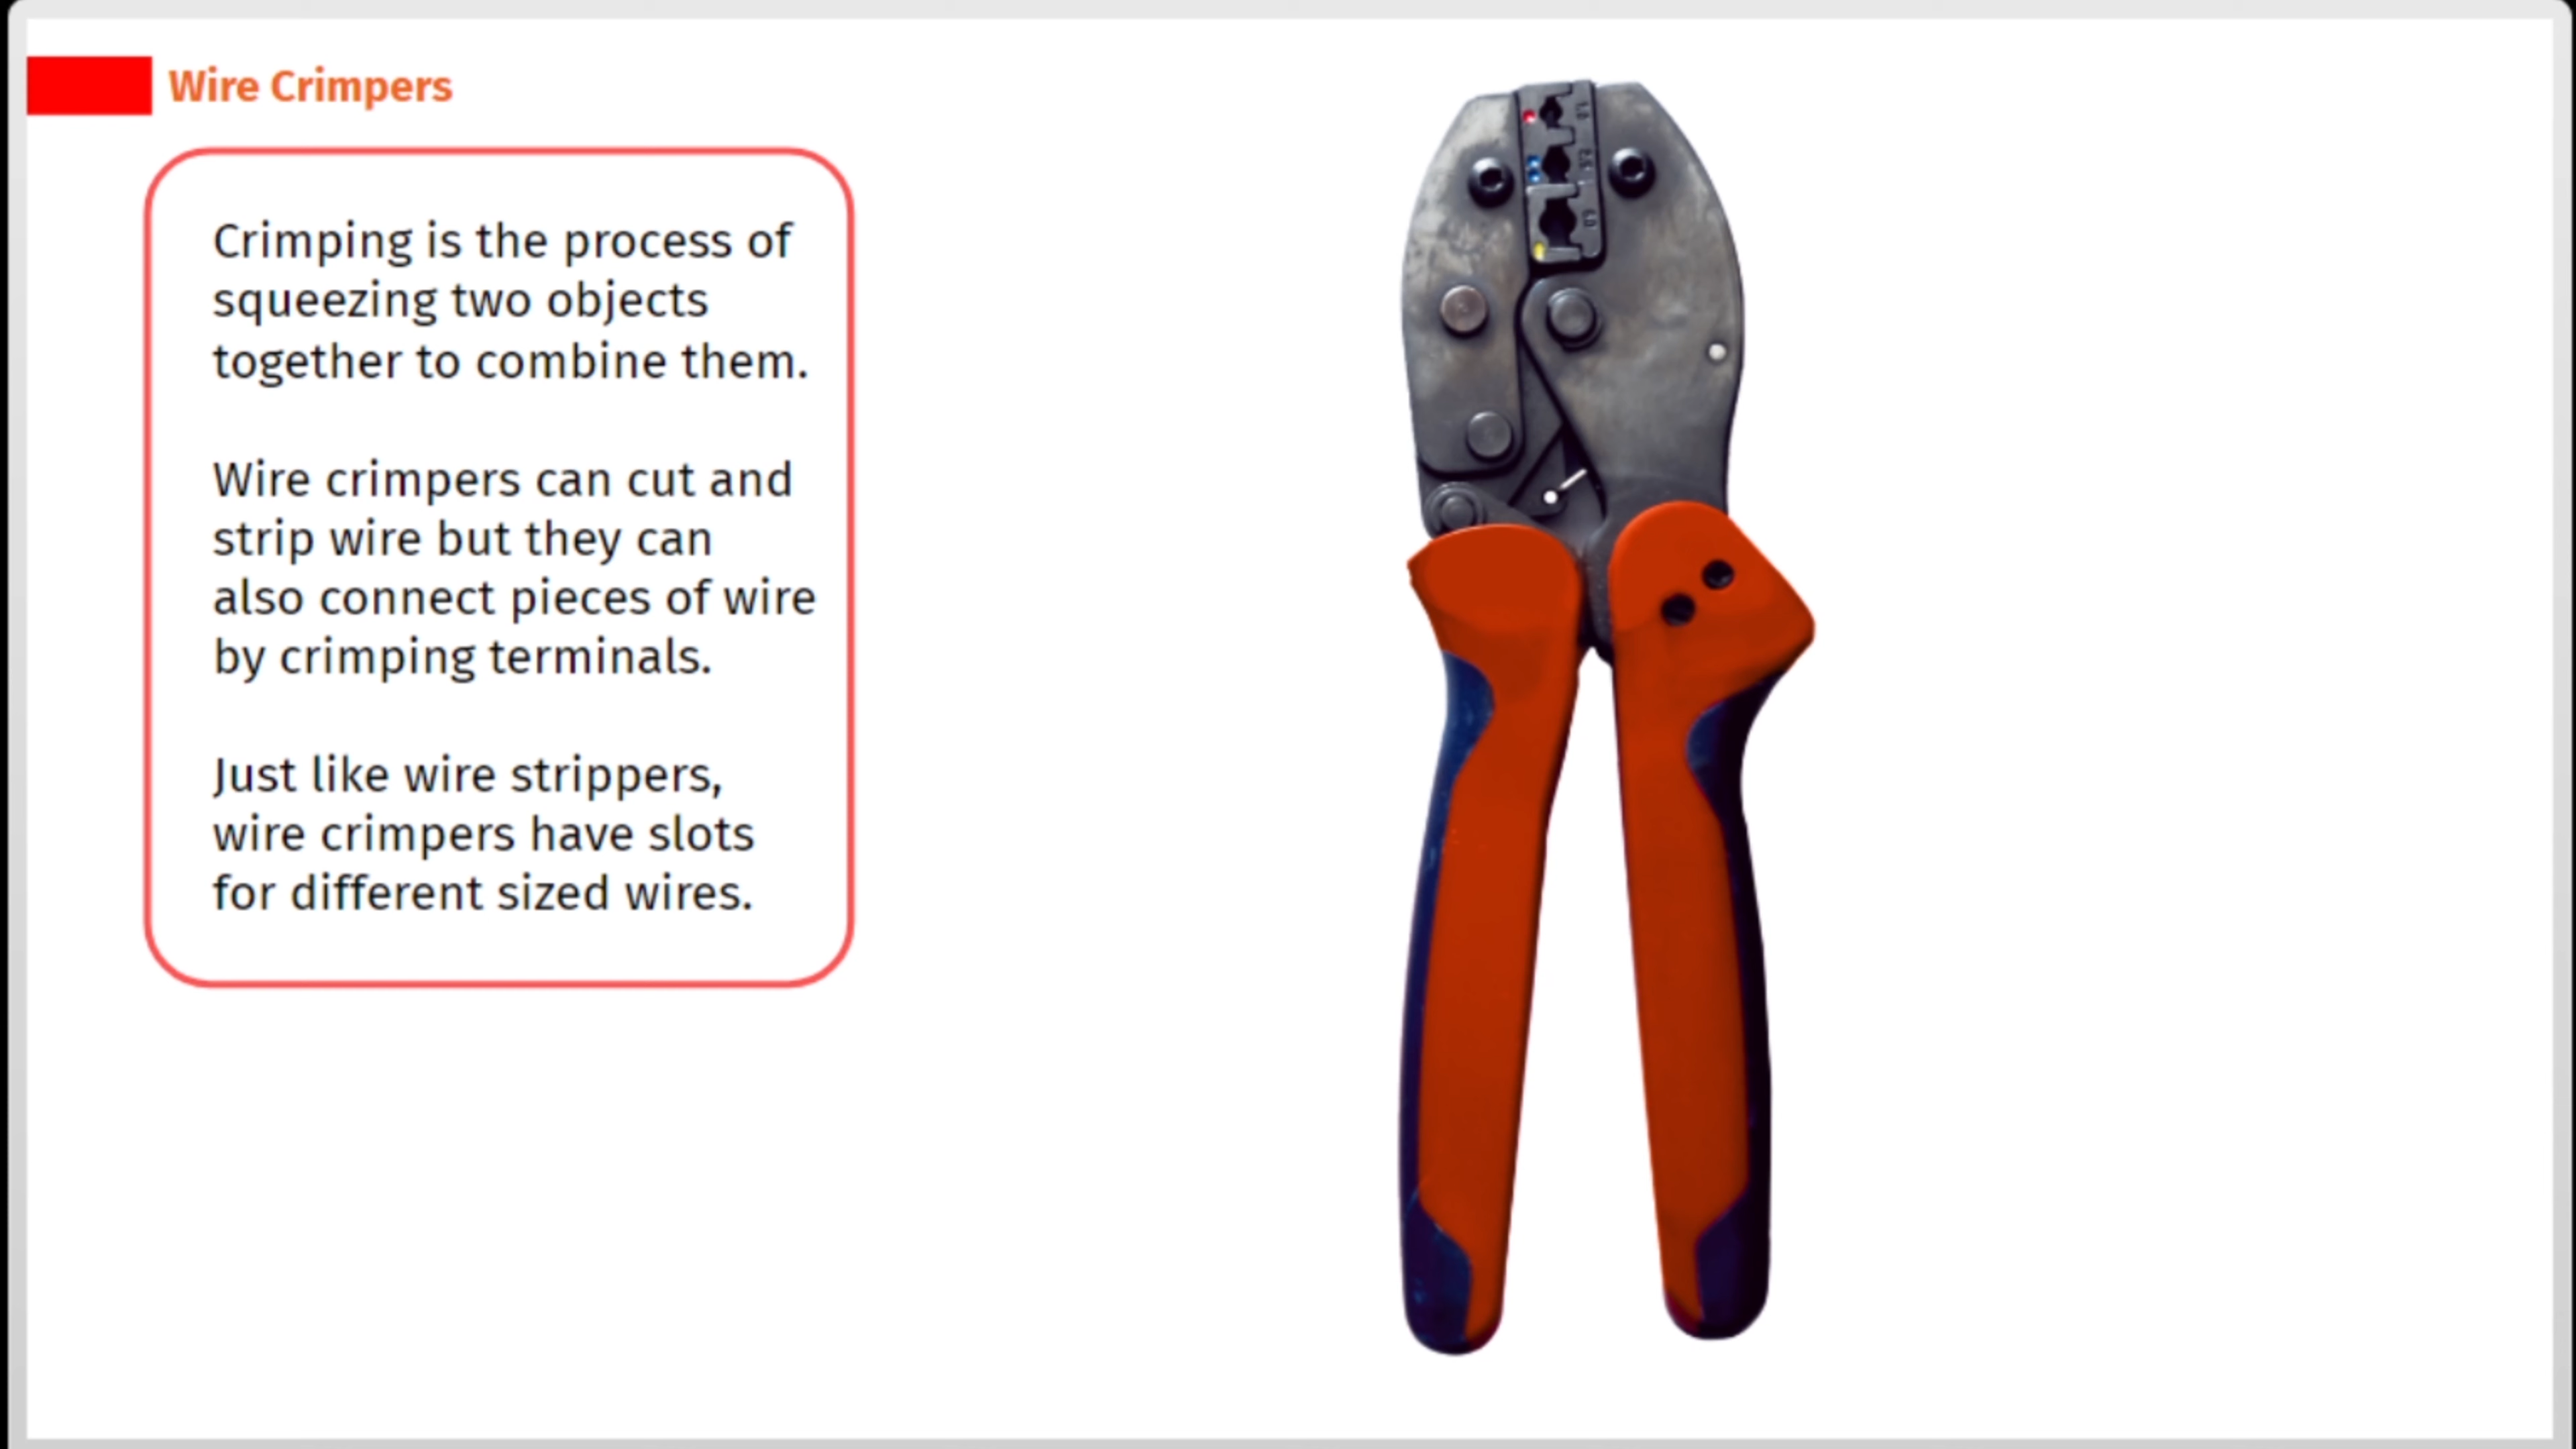 Wire Crimpers
Crimping is the process of
squeezing two objects
together to combine them.
Wire crimpers can cut and
strip wire but they can
also connect pieces of wire
by crimping terminals.
Just like wire strippers,
wire crimpers have slots
for different sized wires.